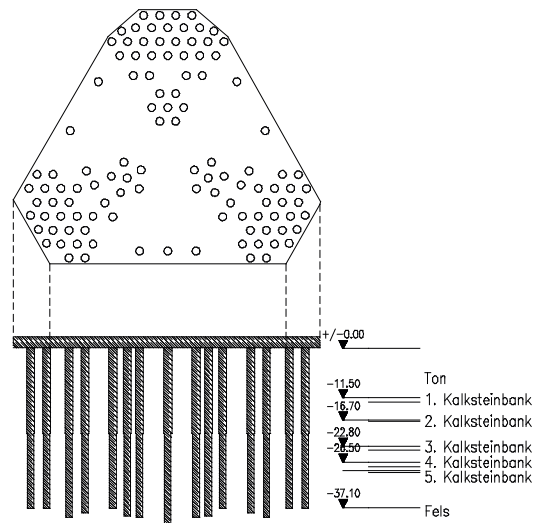 +/-0.00
Ton
-11.50
1. Kalksteinbank
-16.70
2. Kalksteinbank
-22.80
3. Kalksteinbank
-26.50
4. Kalksteinbank
5. Kalksteinbank
-37.10
Fels